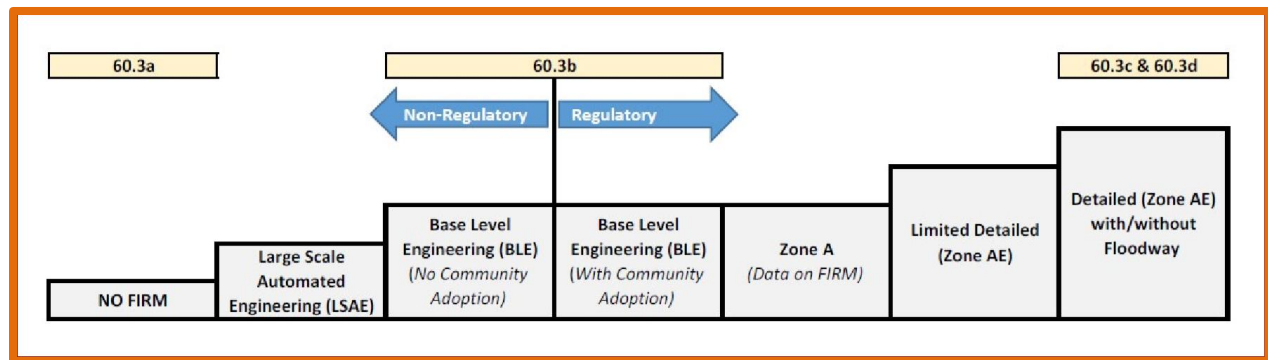 60.3a
60.3b
60.3c & 60.3d
Non-Regulatory
Regulatory
NO FIRM
Large Scale
Automated
Engineering (LSAE)
Base Level
Engineering (BLE)
(No Community
Adoption)
Base Level
Engineering (BLE)
(With Community
Adoption)
Zone A
(Data on FIRM)
Limited Detailed
(Zone AE)
Detailed (Zone AE)
with/without
Floodway